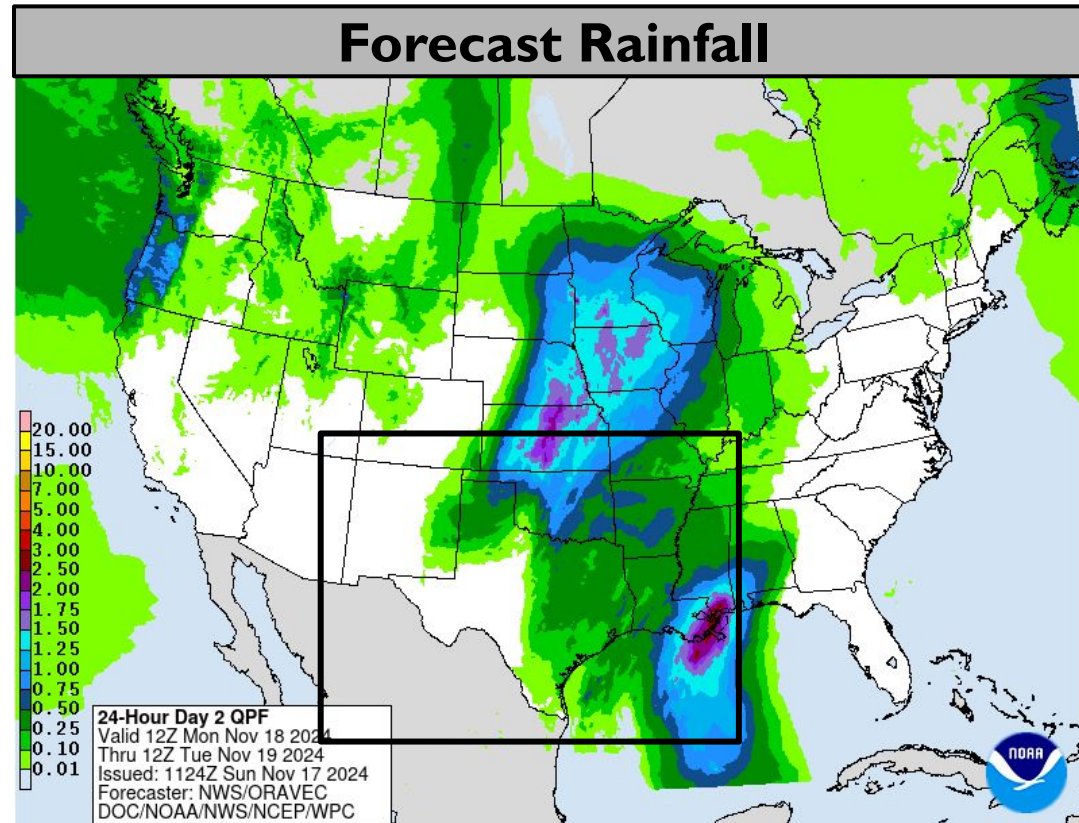 Forecast Rainfall
20.00
15.00
10.00
7.00
5.00
4.00
3.00
2.50
2.00
1.75
1.50
1.25
1.00
0.75
0.50
0.25
0.10
0.01
24-Hour Day 2 QPF
Valid 12Z Mon Nov 18 2024
Thru 12Z Tue Nov 19 2024
Issued: 1124Z Sun Nov 17 2024
Forecaster: NWS/ORAVEC
DOC/NOAA/NWS/NCEP/WPC
NOAA